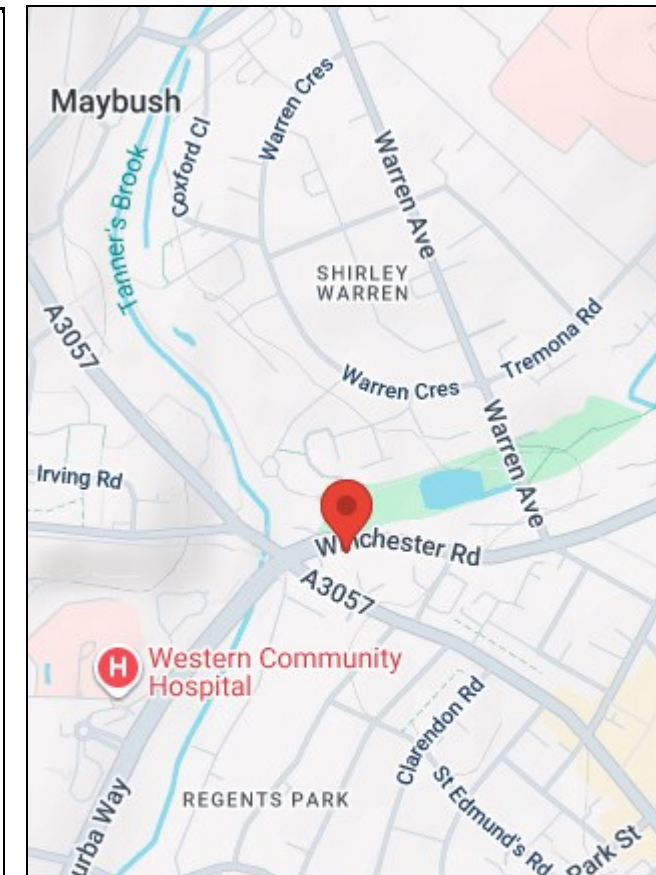 Maybush
Coxford Cl
Warren Cres
Warren Ave
Tanner's Brook
SHIRLEY
WARREN
A3057
Tremona Rd
Warren Cres
Warren Ave
Irving Rd
Winchester Rd
A3057
H
Western Community
Hospital
Clarendon Rd
REGENTS PARK
St Edmund's Rd
urba Way
Park St